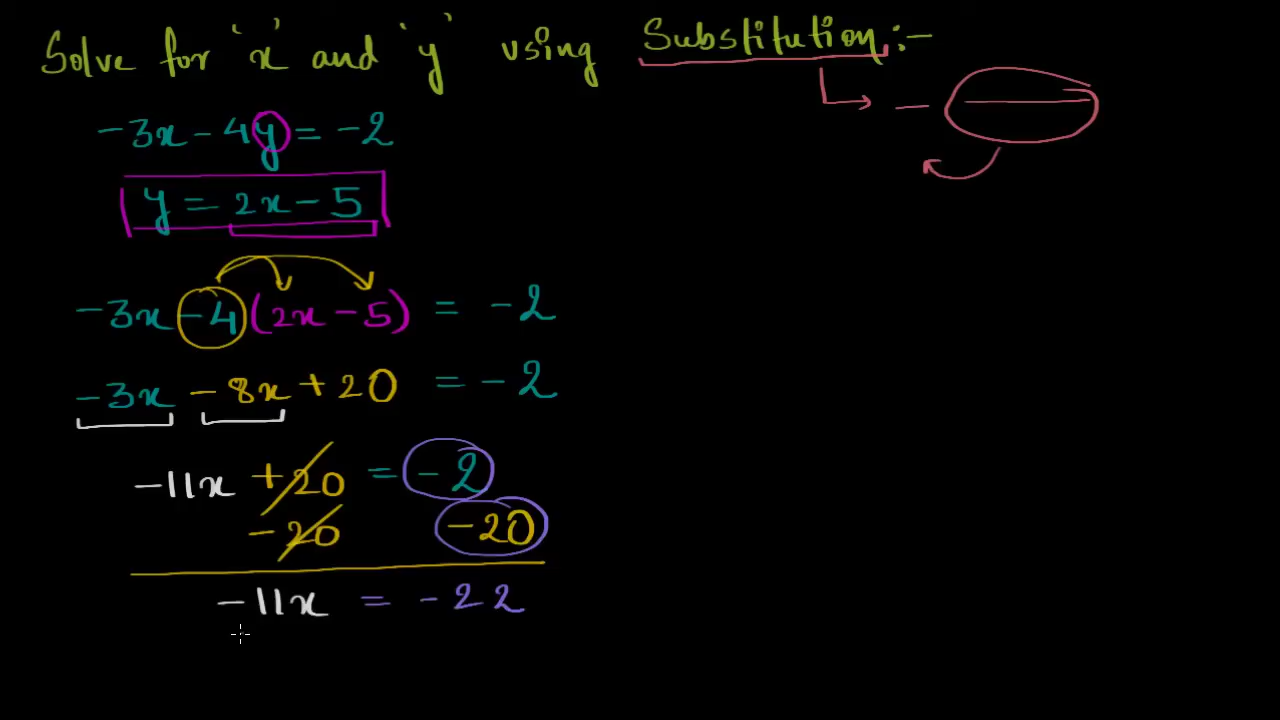 Solve for 'x' and 'y' using Substitution :-
-3x - 4y = -2
y = 2x - 5
-3x -4 (2x - 5) = -2
-3x - 8x + 20 = -2
-11x + 20 = -2
-20 -20
-11x = -22